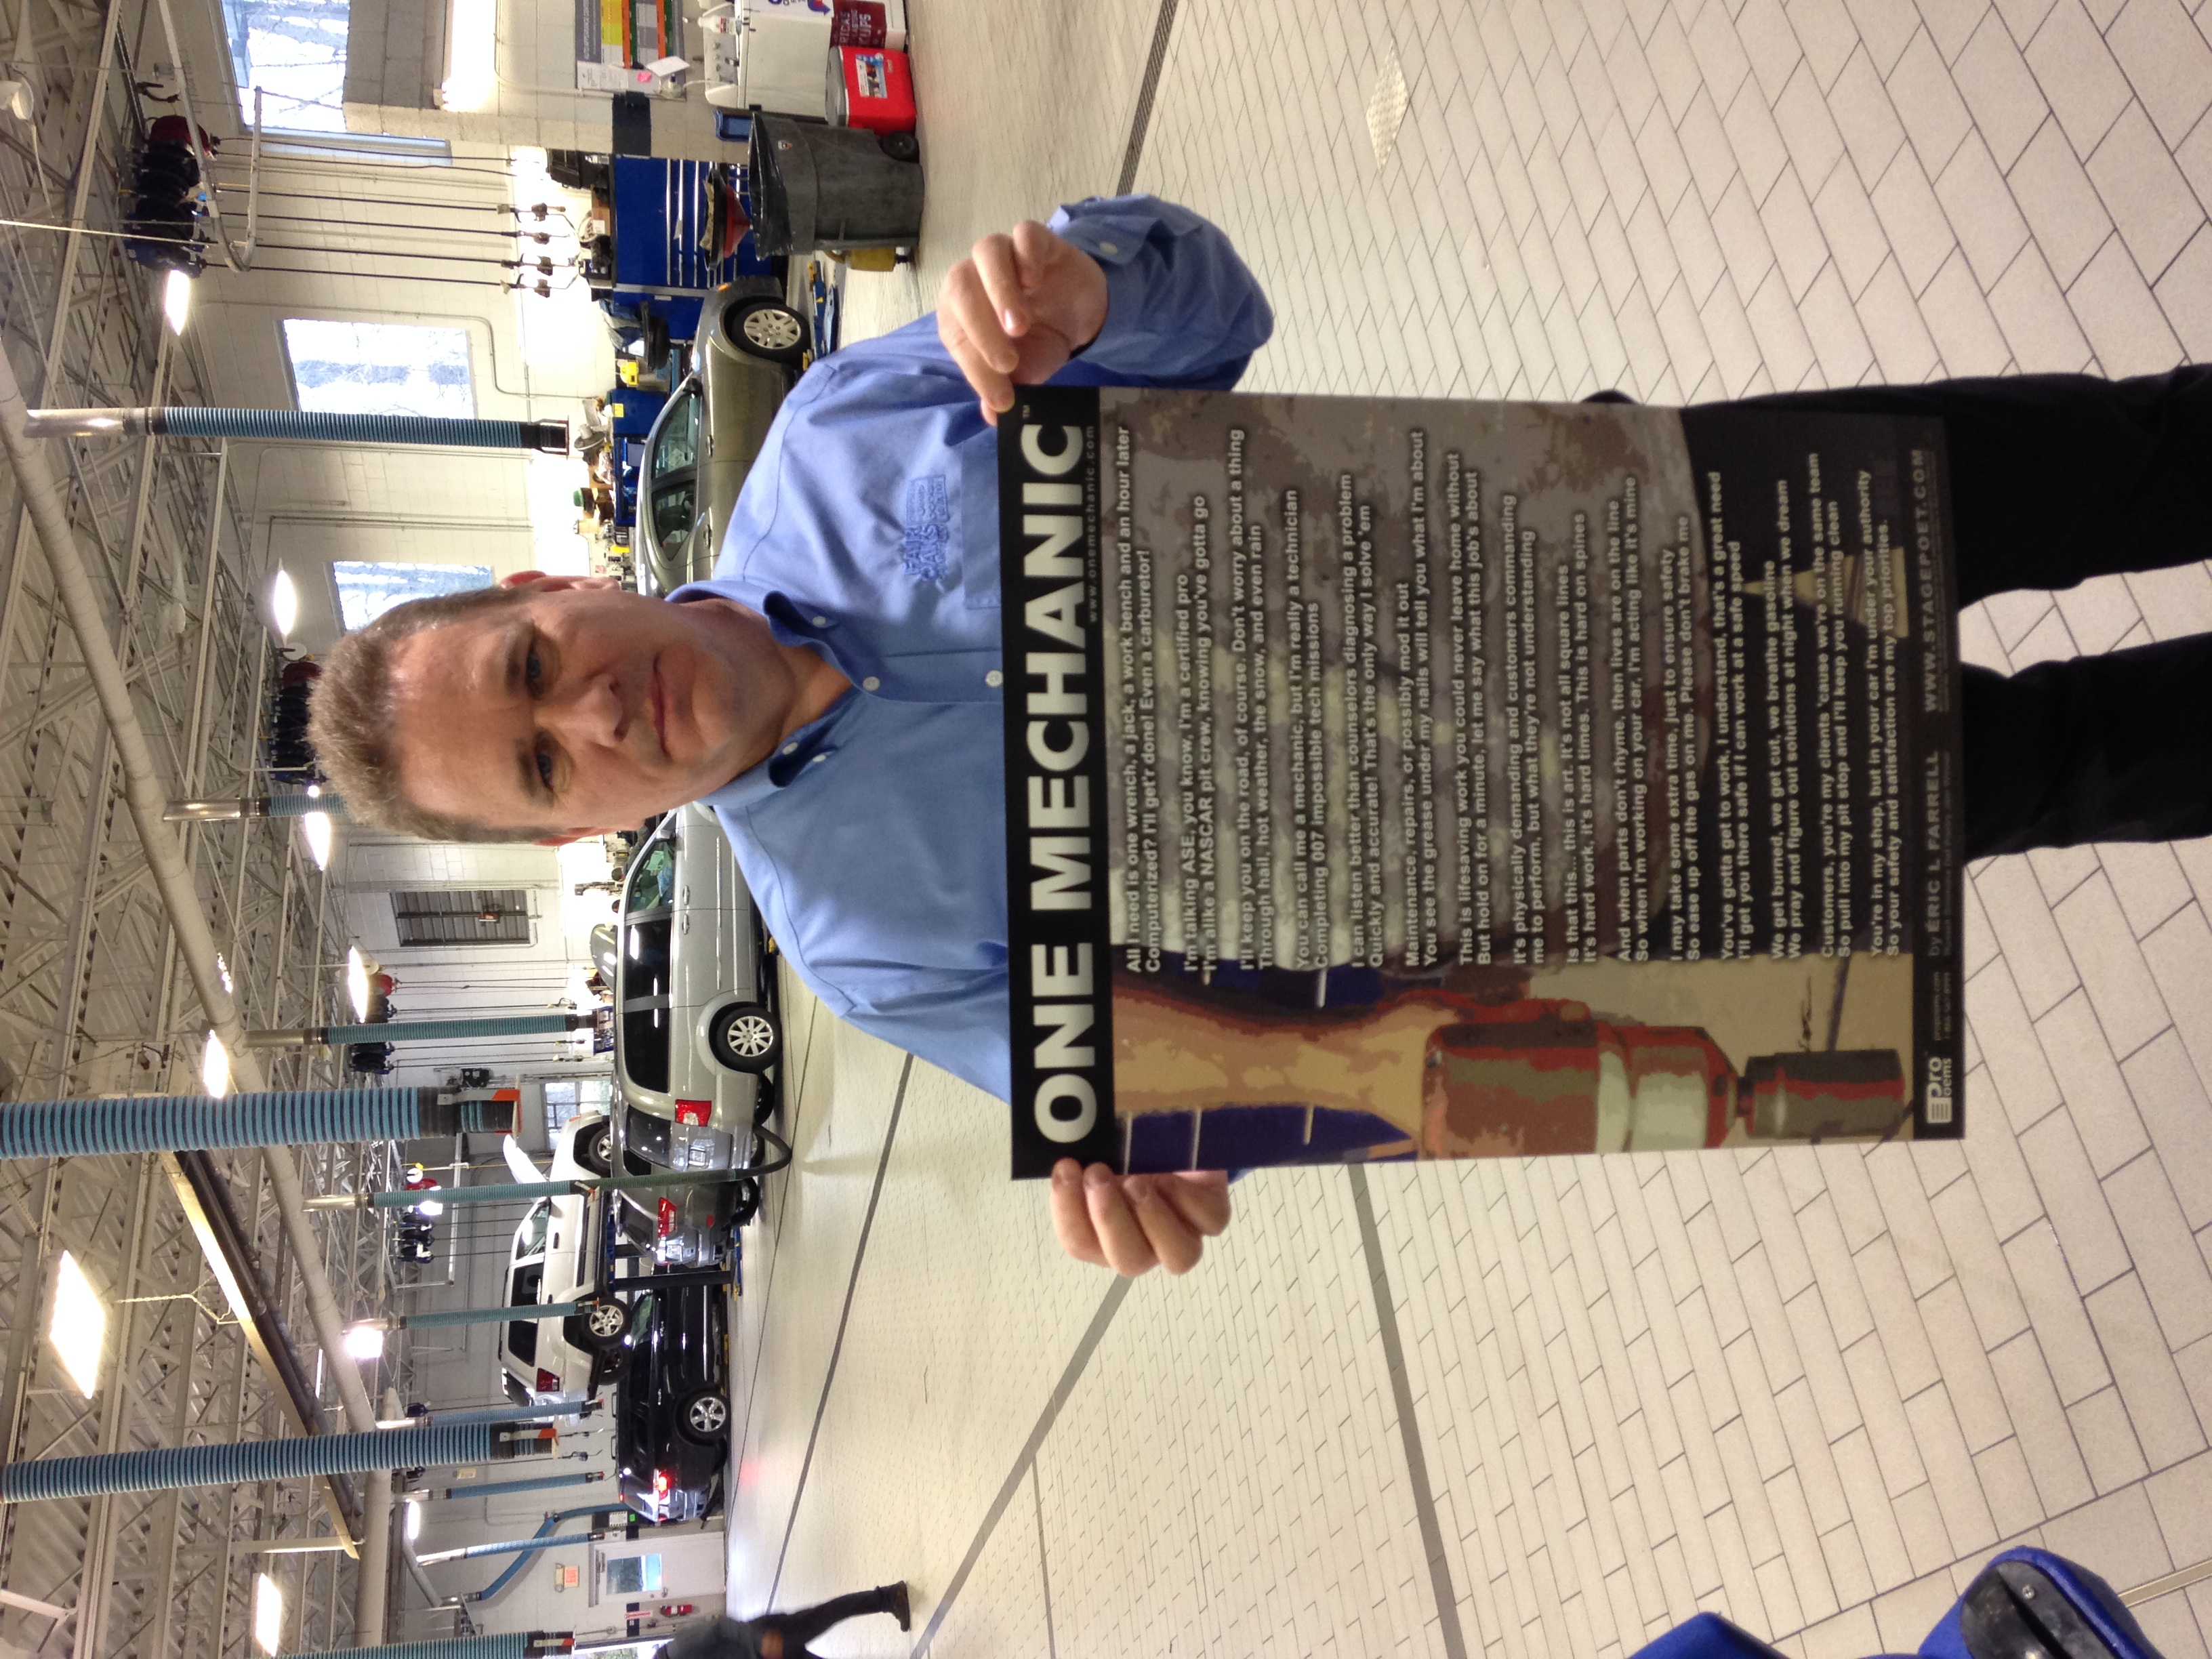 ONE MECHANIC™
www.onemechanic.com
All I need is one wrench, a jack, a work bench and an hour later
Computerized? I'll get'r done! Even a carburetor!
I'm talking ASE, you know, I'm a certified pro
I'm alike a NASCAR pit crew, knowing you've gotta go
I'll keep you on the road, of course. Don't worry about a thing
Through hail, hot weather, the snow, and even rain
You can call me a mechanic, but I'm really a technician
Completing 007 impossible tech missions
I can listen better than counselors diagnosing a problem
Quickly and accurate! That's the only way I solve 'em
Maintenance, repairs, or possibly mod it out
You see the grease under my nails will tell you what I'm about
This is lifesaving work you could never leave home without
But hold on for a minute, let me say what this job's about
It's physically demanding and customers commanding
me to perform, but what they're not understanding
Is that this... this is art. It's not all square lines
It's hard work, it's hard times. This is hard on spines
And when parts don't rhyme, then lives are on the line
So when I'm working on your car, I'm acting like it's mine
I may take some extra time, just to ensure safety
So ease up off the gas on me. Please don't brake me
You've gotta get to work, I understand, there's a great need
I'll get you there safe if I can work at a safe speed
We get burned, we get cut, we breathe gasoline
We pray and figure out solutions at night when we dream
Customers, you're my clients 'cause we're on the same team
So pull into my pit stop and I'll keep you running clean
You're in my shop, but in your car I'm under your authority
So your safety and satisfaction are my top priorities.
pro poems
by ERIC L FARRELL
WWW.STAGEPOET.COM